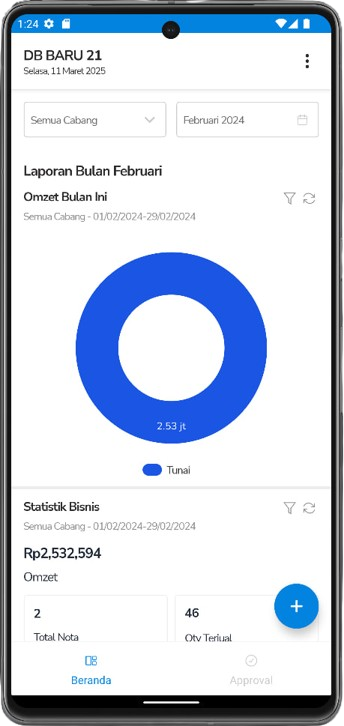 1:24
DB BARU 21
Selasa, 11 Maret 2025
Semua Cabang
Februari 2024
Laporan Bulan Februari
Omzet Bulan Ini
Semua Cabang - 01/02/2024-29/02/2024
2.53 jt
Tunai
Statistik Bisnis
Semua Cabang - 01/02/2024-29/02/2024
Rp2,532,594
Omzet
2
46
Total Nota
Qty Terjual
Beranda
Approval